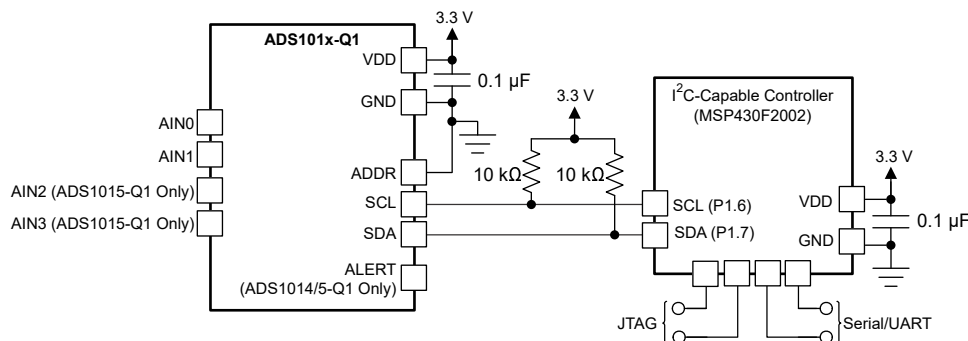 3.3 V
ADS101x-Q1
VDD
0.1 µF
GND
3.3 V
I²C-Capable Controller
(MSP430F2002)
AIN0
AIN1
3.3 V
AIN2 (ADS1015-Q1 Only)
ADDR
10 kΩ
10 kΩ
AIN3 (ADS1015-Q1 Only)
SCL
SCL (P1.6)
VDD
0.1 µF
SDA
SDA (P1.7)
GND
ALERT
(ADS1014/5-Q1 Only)
JTAG
Serial/UART